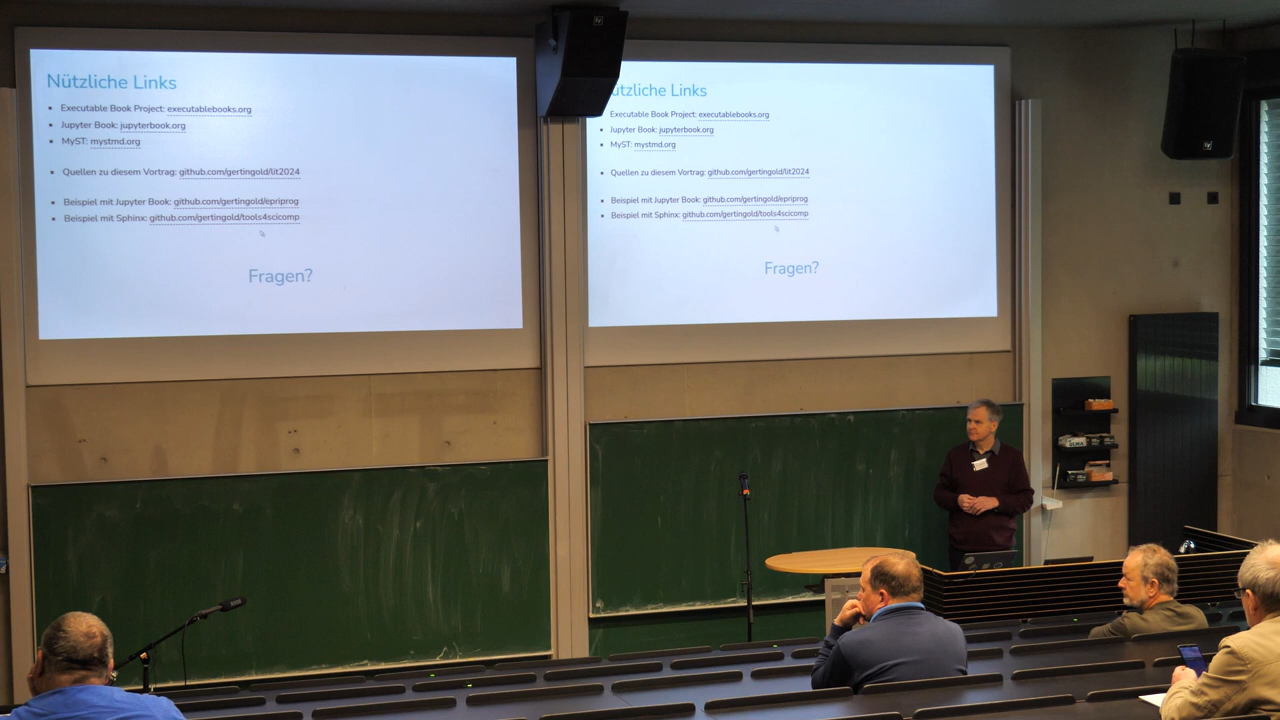 Nützliche Links
Executable Book Project: executablebooks.org
Jupyter Book: jupyterbook.org
MyST: mystmd.org
Quellen zu diesem Vortrag: github.com/gertingold/lit2024
Beispiel mit Jupyter Book: github.com/gertingold/epriprog
Beispiel mit Sphinx: github.com/gertingold/tools4scicomp
Fragen?
ützliche Links
Executable Book Project: executablebooks.org
Jupyter Book: jupyterbook.org
MyST: mystmd.org
Quellen zu diesem Vortrag: github.com/gertingold/lit2024
Beispiel mit Jupyter Book: github.com/gertingold/epriprog
Beispiel mit Sphinx: github.com/gertingold/tools4scicomp
Fragen?